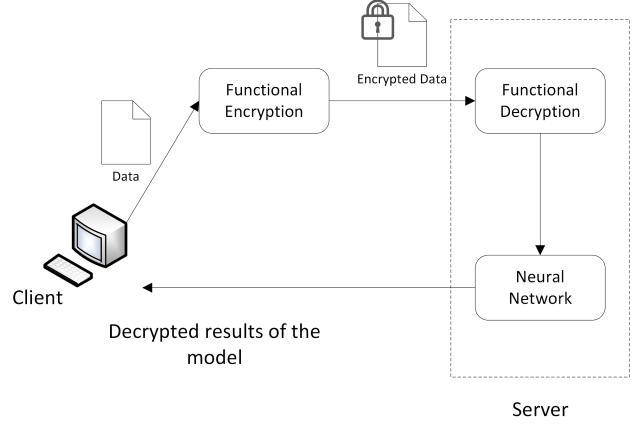 Encrypted Data
Functional
Encryption
Functional
Decryption
Data
Client
Neural
Network
Decrypted results of the
model
Server